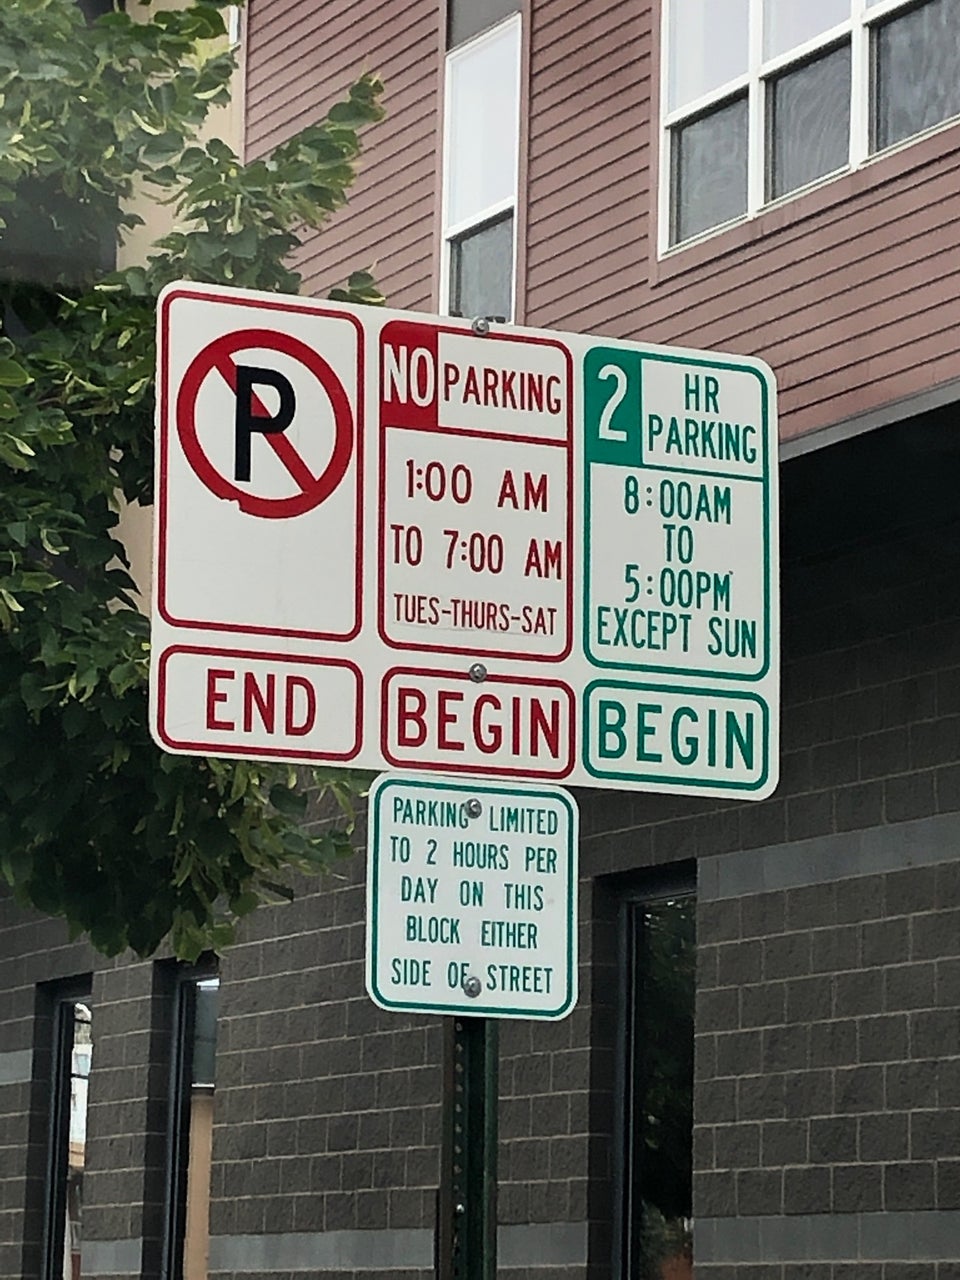 P
END
NO PARKING
1:00 AM
TO 7:00 AM
TUES-THURS-SAT
BEGIN
2 HR
PARKING
8:00AM
TO
5:00PM
EXCEPT SUN
BEGIN
PARKING LIMITED
TO 2 HOURS PER
DAY ON THIS
BLOCK EITHER
SIDE OF STREET